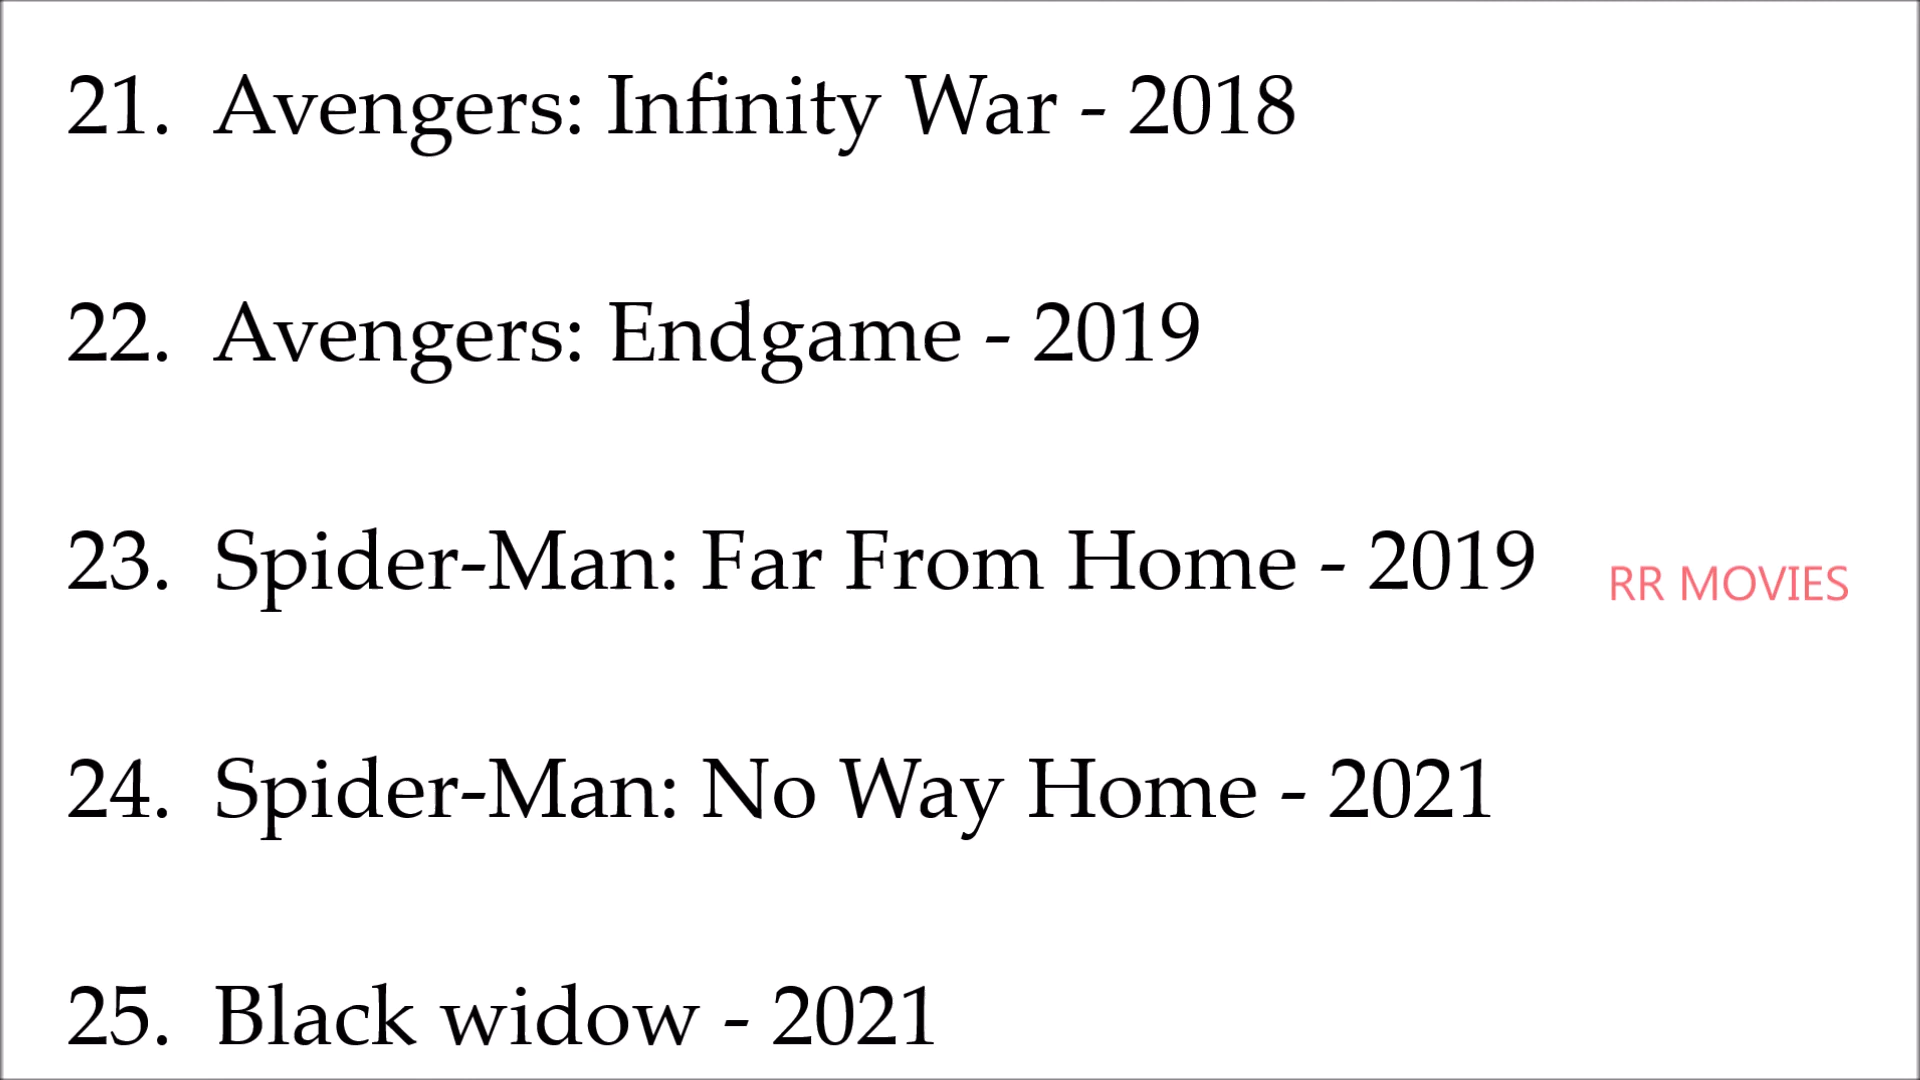 21. Avengers: Infinity War - 2018
22. Avengers: Endgame - 2019
23. Spider-Man: Far From Home - 2019
RR MOVIES
24. Spider-Man: No Way Home - 2021
25. Black widow - 2021